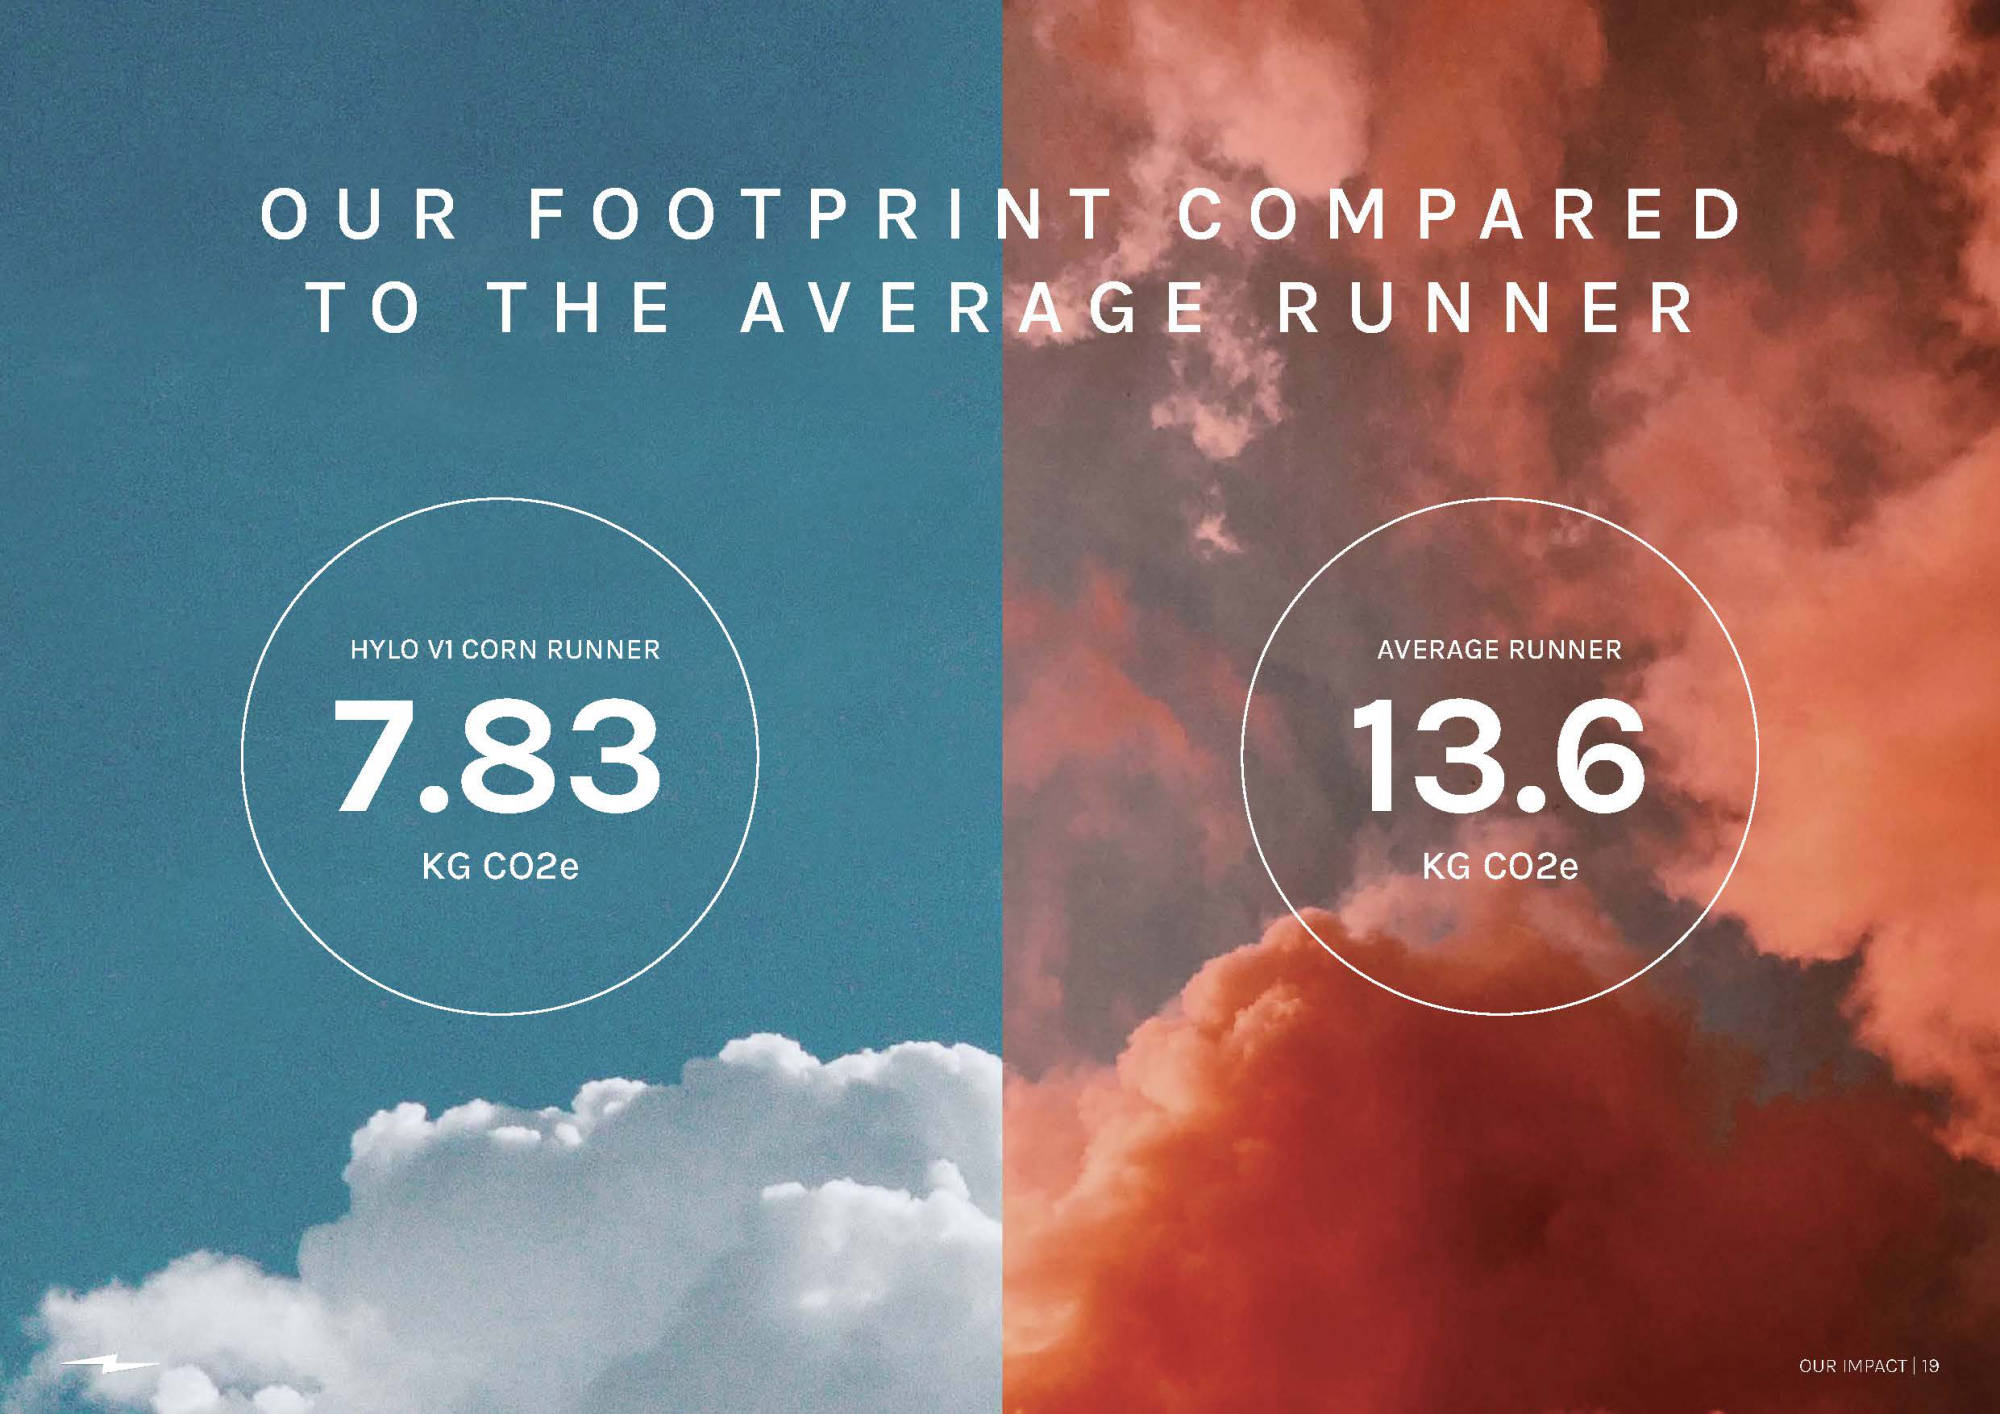 OUR FOOTPRINT COMPARED
TO THE AVERAGE RUNNER
HYLO V1 CORN RUNNER
7.83
KG CO2e
AVERAGE RUNNER
13.6
KG CO2e
OUR IMPACT | 19